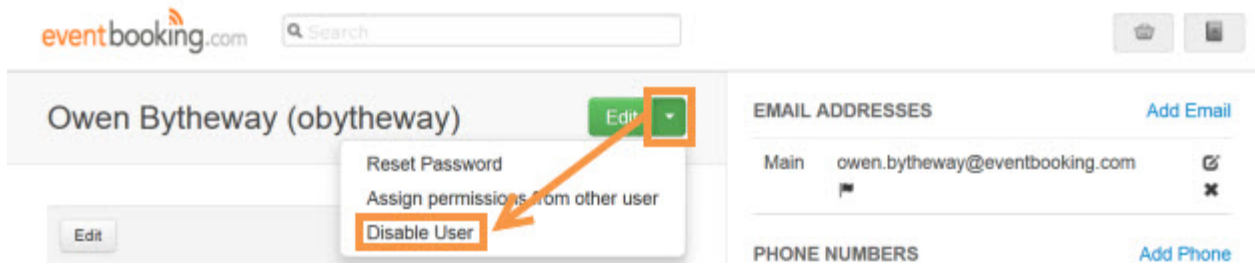 eventbooking.com
Search
Owen Bytheway (obytheway)
Edit
Reset Password
Assign permissions from other user
Disable User
Edit
EMAIL ADDRESSES
Add Email
Main owen.bytheway@eventbooking.com
PHONE NUMBERS
Add Phone